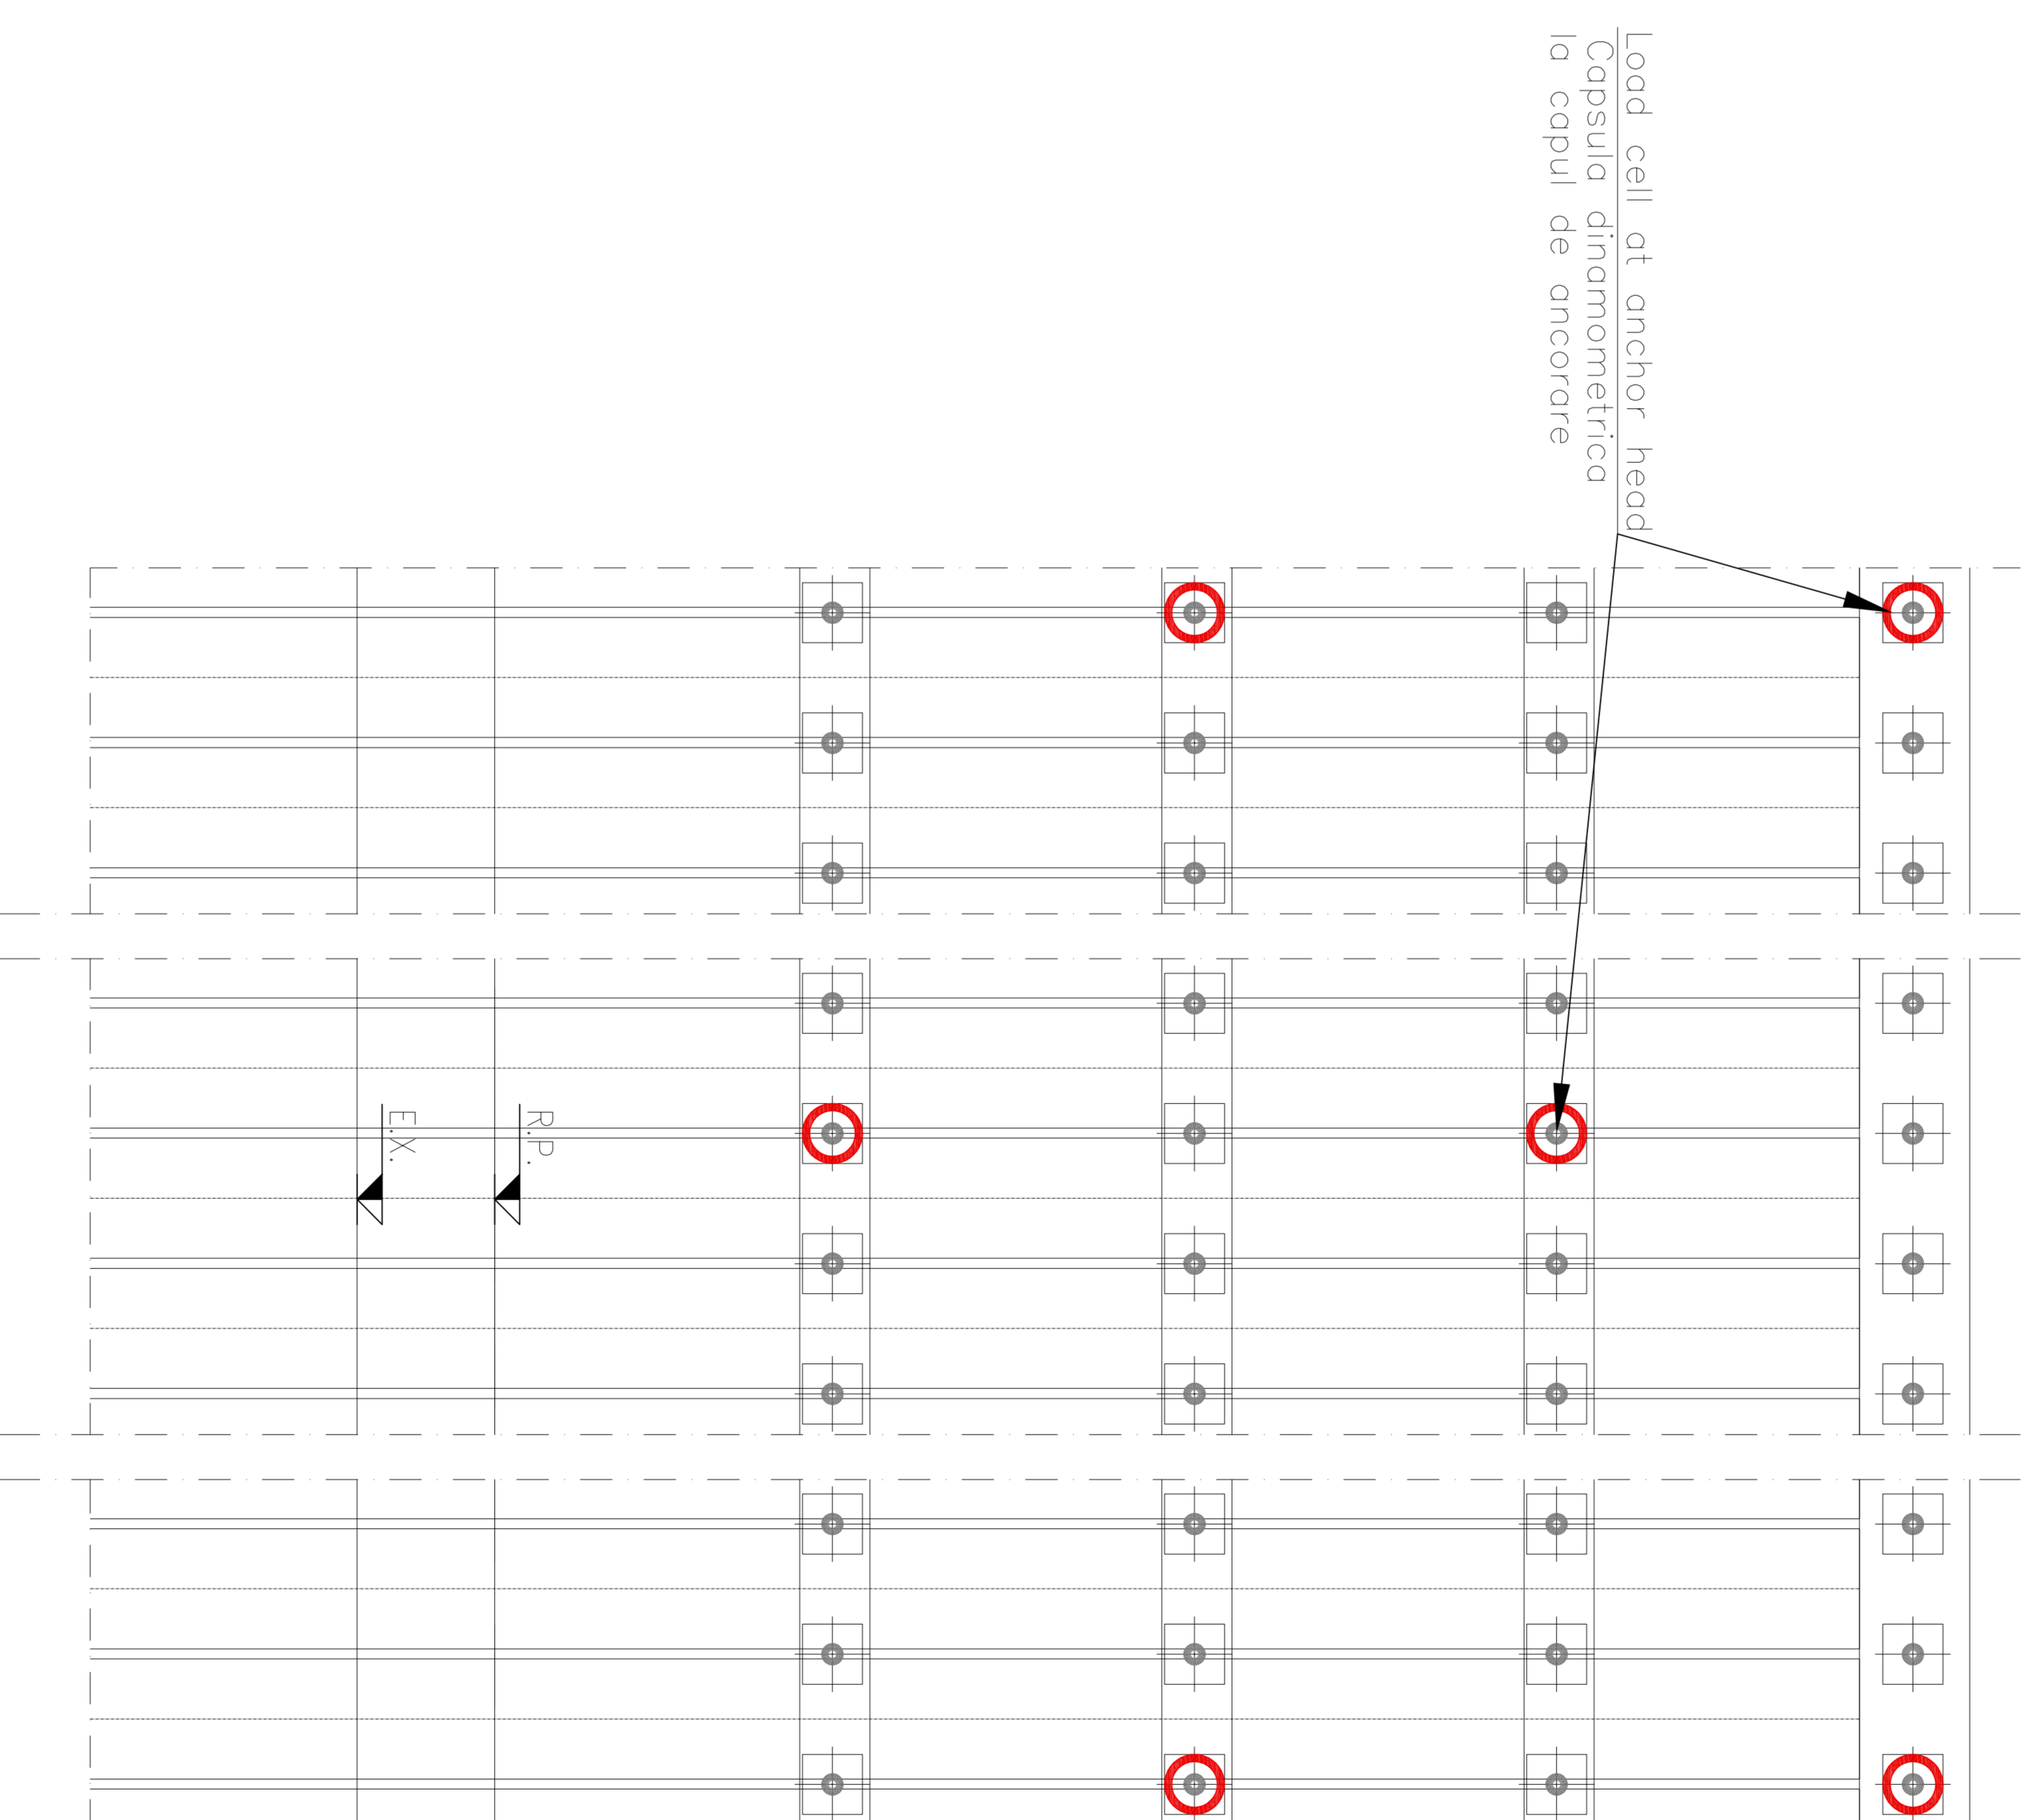 Load cell at anchor head
Capsula dinamometrica
la capul de ancorare
R.P.
E.X.